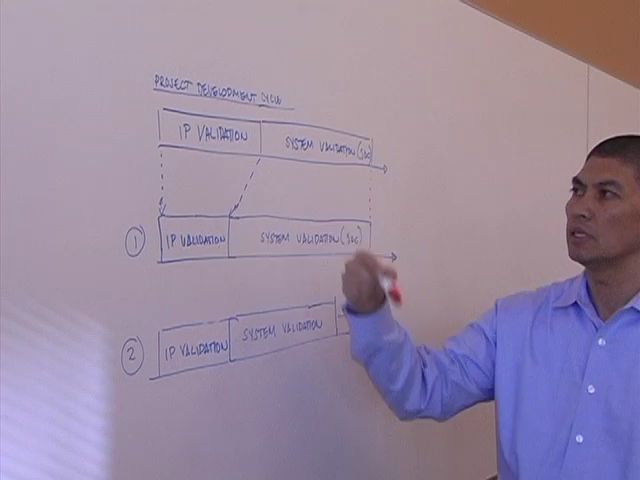 PROJECT DEVELOPMENT CYCLE
IP VALIDATION SYSTEM VALIDATION (SOC)
1 IP VALIDATION SYSTEM VALIDATION (SOC)
2 IP VALIDATION SYSTEM VALIDATION